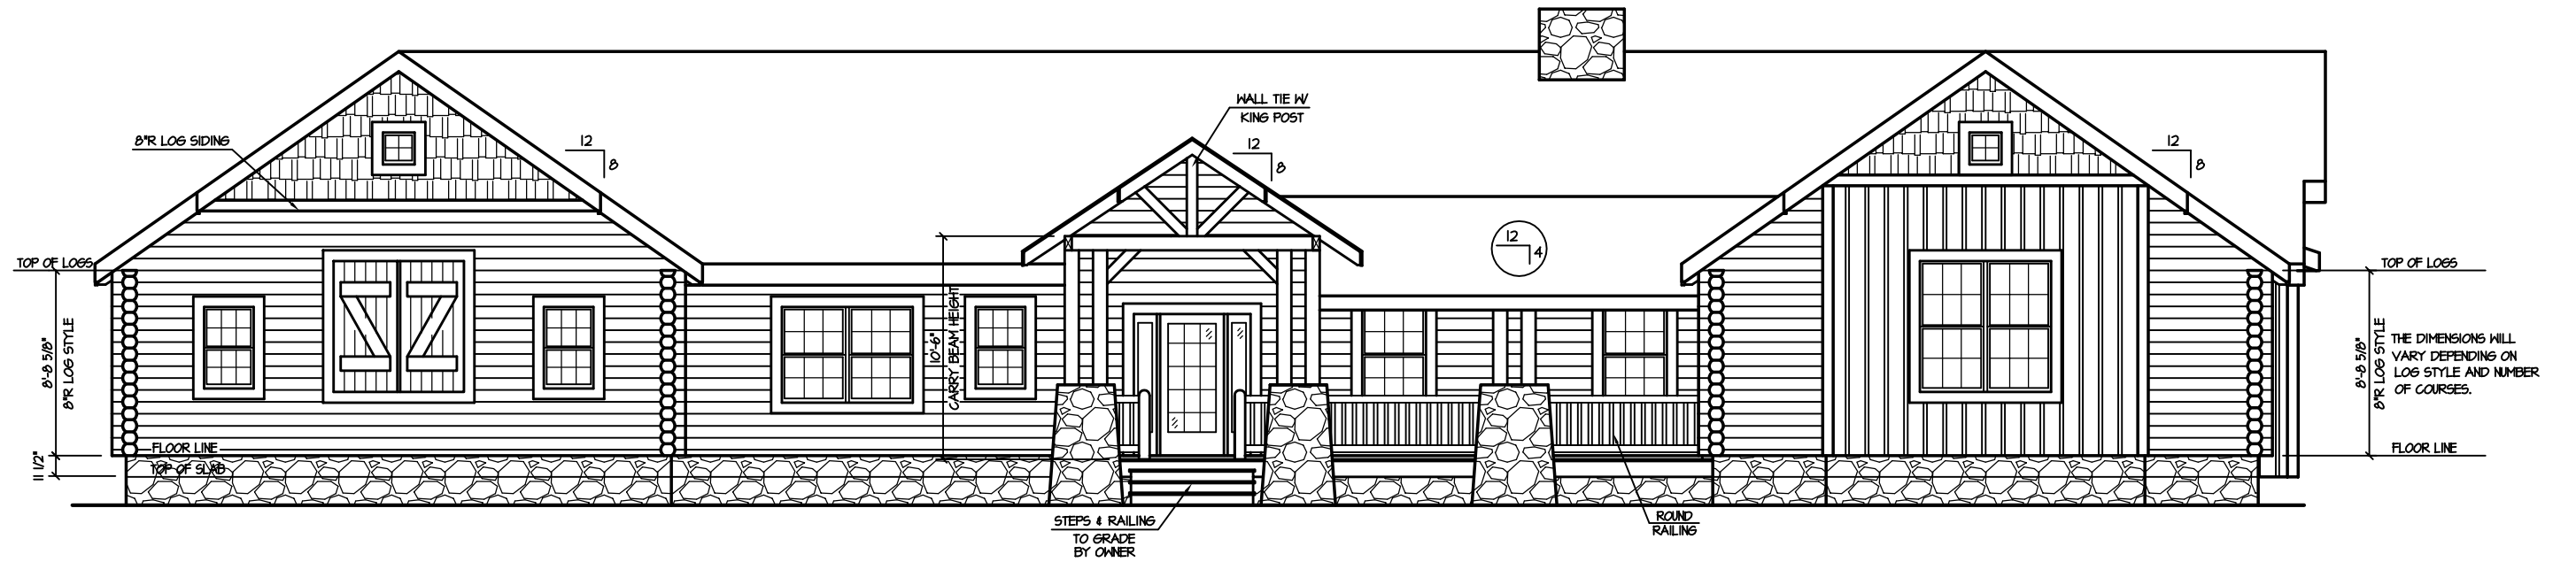 WALL TIE W/
KING POST
8"R LOG SIDING
12
8
12
8
12
8
12
4
TOP OF LOGS
TOP OF LOGS
8'-8 5/8"
8"R LOG STYLE
10'-6"
CARRY BEAM HEIGHT
8'-8 5/8"
8"R LOG STYLE
THE DIMENSIONS WILL
VARY DEPENDING ON
LOG STYLE AND NUMBER
OF COURSES.
FLOOR LINE
FLOOR LINE
11 1/2"
TOP OF SLAB
STEPS & RAILING
TO GRADE
BY OWNER
ROUND
RAILING